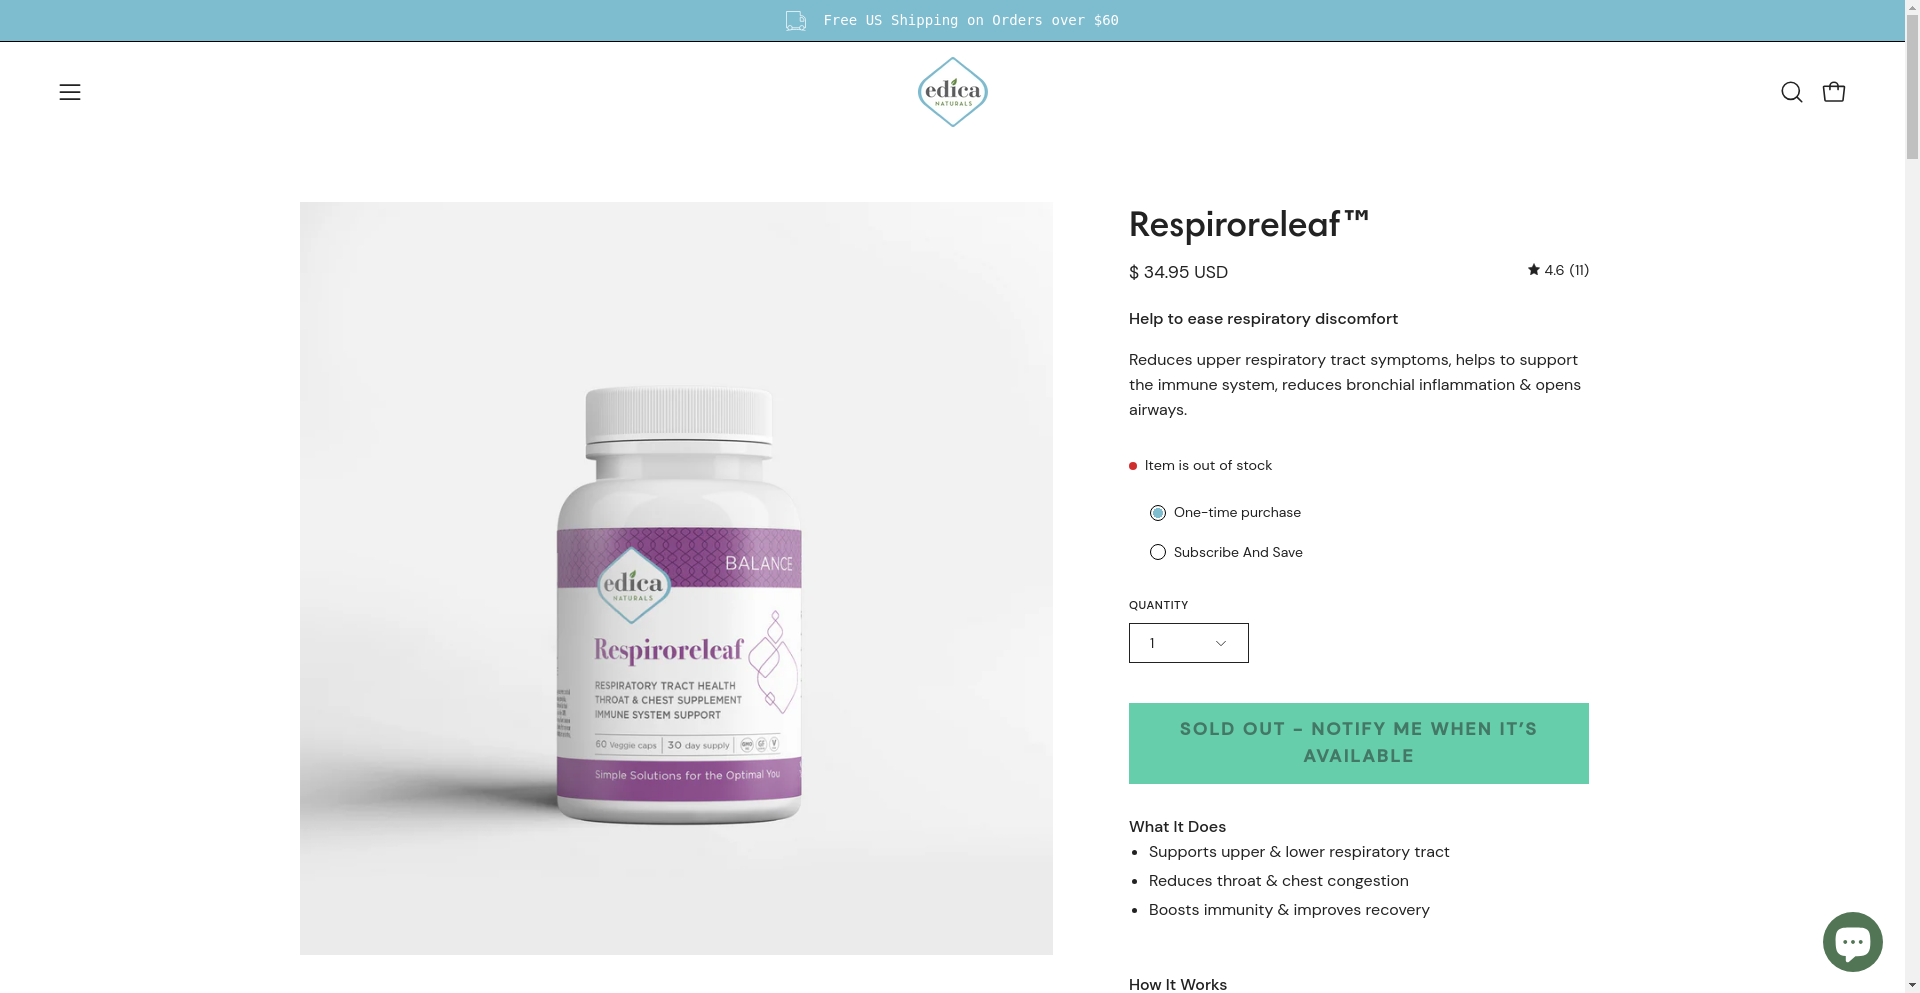 Free US Shipping on Orders over $60
edica
NATURALS
Respiroreleaf™
$ 34.95 USD
4.6 (11)
Help to ease respiratory discomfort
Reduces upper respiratory tract symptoms, helps to support
the immune system, reduces bronchial inflammation & opens
airways.
Item is out of stock
One-time purchase
Subscribe And Save
QUANTITY
1
SOLD OUT - NOTIFY ME WHEN IT'S
AVAILABLE
What It Does
Supports upper & lower respiratory tract
Reduces throat & chest congestion
Boosts immunity & improves recovery
How It Works
BALANCE
edica
NATURALS
Respiroreleaf
RESPIRATORY TRACT HEALTH
THROAT & CHEST SUPPLEMENT
IMMUNE SYSTEM SUPPORT
60 Veggie caps 30 day supply
Simple Solutions for the Optimal You